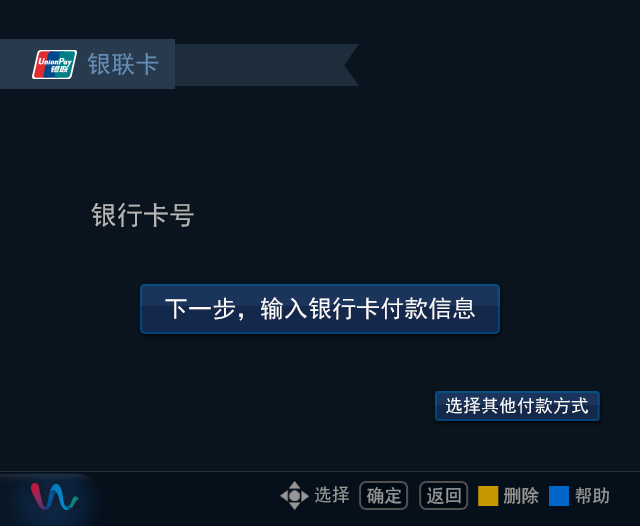 UnionPay
银联
银联卡
银行卡号
下一步，输入银行卡付款信息
选择其他付款方式
选择 确定 返回 删除 帮助